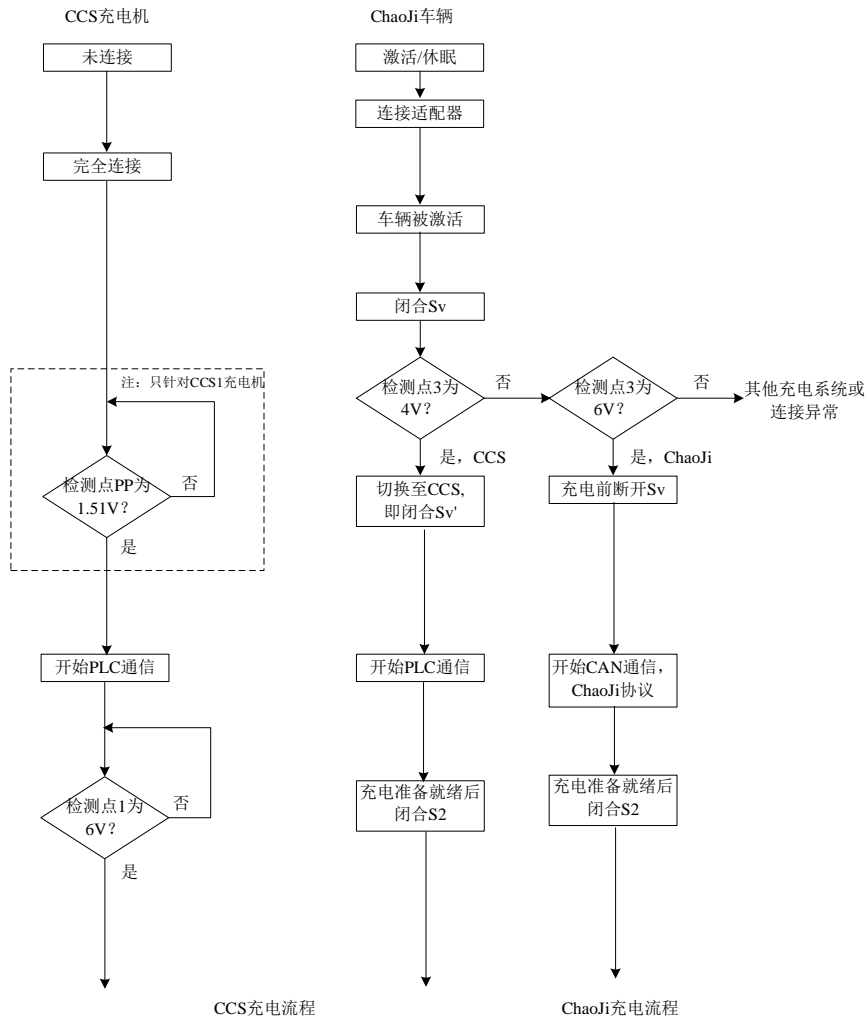 CCS充电机
未连接
完全连接
注：只针对CCS1充电机
检测点PP为
1.51V？
否
是
开始PLC通信
检测点1为
6V？
否
是
ChaoJi车辆
激活/休眠
连接适配器
车辆被激活
闭合Sv
检测点3为
4V？
否
是，CCS
切换至CCS,
即闭合Sv'
开始PLC通信
充电准备就绪后
闭合S2
检测点3为
6V？
否
其他充电系统或
连接异常
是，ChaoJi
充电前断开Sv
开始CAN通信，
ChaoJi协议
充电准备就绪后
闭合S2
CCS充电流程
ChaoJi充电流程